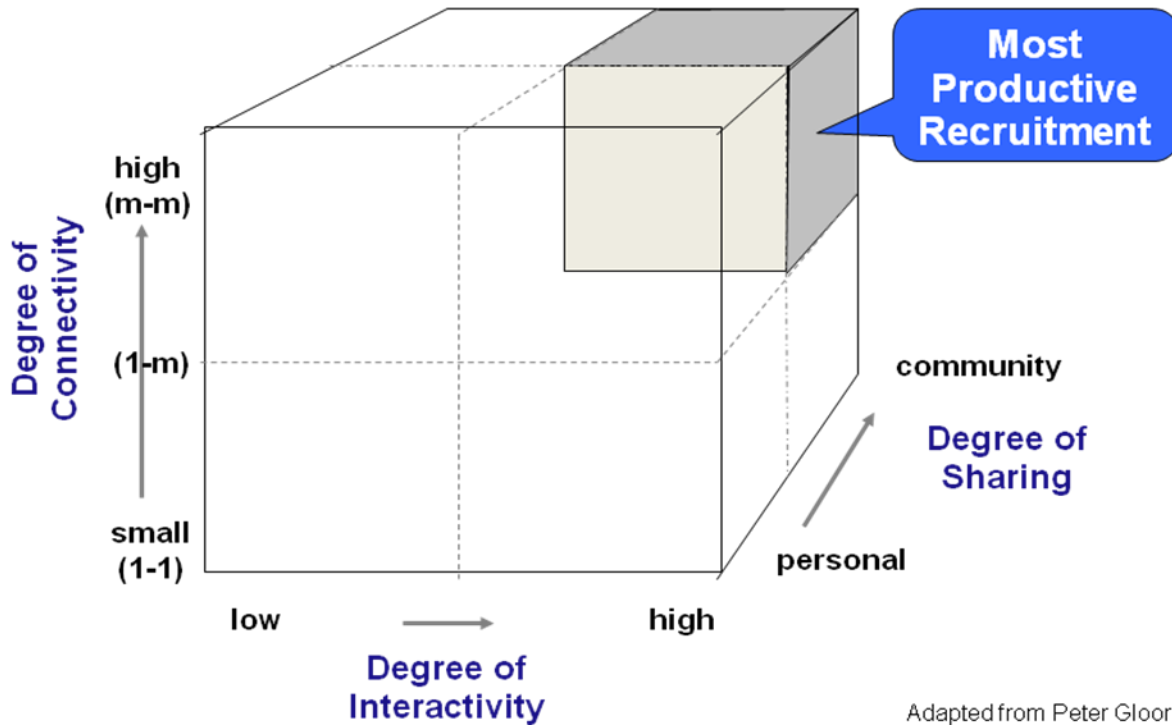 Most
Productive
Recruitment
high
(m-m)
Degree of
Connectivity
(1-m)
small
(1-1)
community
Degree of
Sharing
personal
low
high
Degree of
Interactivity
Adapted from Peter Gloor